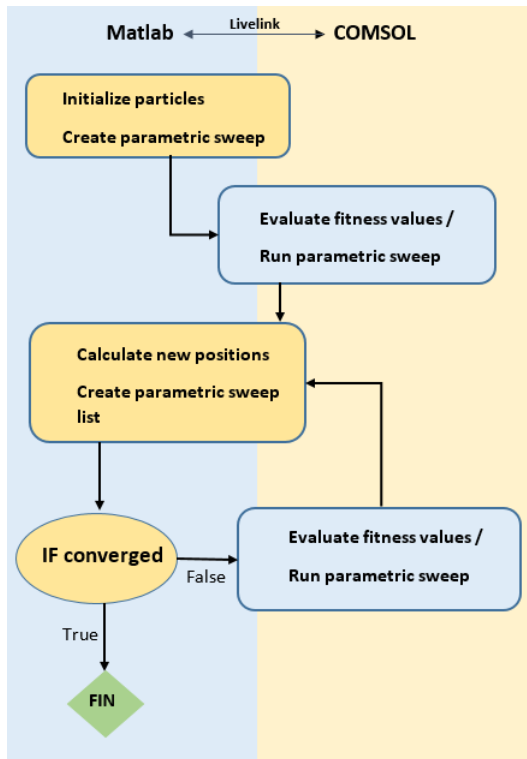 Matlab Livelink COMSOL
Initialize particles
Create parametric sweep
Evaluate fitness values /
Run parametric sweep
Calculate new positions
Create parametric sweep
list
IF converged
False
Evaluate fitness values /
Run parametric sweep
True
FIN